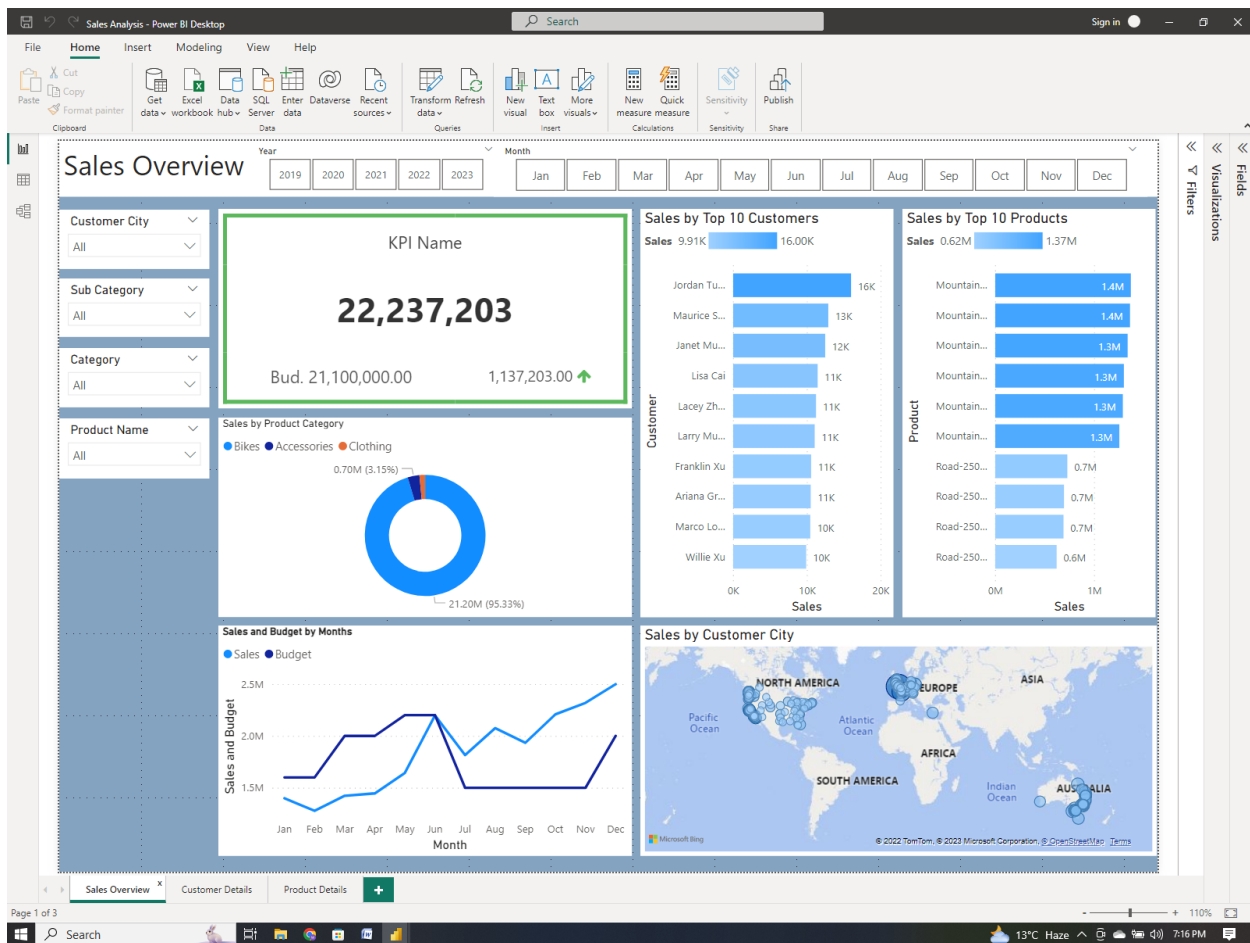 Sales Analysis - Power BI Desktop
Search
Sign in
File Home Insert Modeling View Help
Paste
Cut
Copy
Format painter
Clipboard
Get data
Excel workbook
Data hub
SQL Server
Enter data
Dataverse
Recent sources
Data
Transform data
Refresh
Queries
New visual
Text box
More visuals
Insert
New measure
Quick measure
Calculations
Sensitivity
Sensitivity
Publish
Share
Sales Overview
Year
2019 2020 2021 2022 2023
Month
Jan Feb Mar Apr May Jun Jul Aug Sep Oct Nov Dec
Filters
Visualizations
Fields
Customer City
All
Sub Category
All
Category
All
Product Name
All
KPI Name
22,237,203
Bud. 21,100,000.00
1,137,203.00
Sales by Product Category
Bikes Accessories Clothing
0.70M (3.15%)
21.20M (95.33%)
Sales by Top 10 Customers
Sales 9.91K 16.00K
Customer
Jordan Tu... 16K
Maurice S... 13K
Janet Mu... 12K
Lisa Cai 11K
Lacey Zh... 11K
Larry Mu... 11K
Franklin Xu 11K
Ariana Gr... 11K
Marco Lo... 10K
Willie Xu 10K
0K 10K 20K
Sales
Sales by Top 10 Products
Sales 0.62M 1.37M
Product
Mountain... 1.4M
Mountain... 1.4M
Mountain... 1.3M
Mountain... 1.3M
Mountain... 1.3M
Mountain... 1.3M
Road-250... 0.7M
Road-250... 0.7M
Road-250... 0.7M
Road-250... 0.6M
0M 1M
Sales
Sales and Budget by Months
Sales Budget
Sales and Budget
2.5M
2.0M
1.5M
Jan Feb Mar Apr May Jun Jul Aug Sep Oct Nov Dec
Month
Sales by Customer City
NORTH AMERICA
EUROPE
ASIA
Pacific Ocean
Atlantic Ocean
AFRICA
SOUTH AMERICA
Indian Ocean
AUSTRALIA
Microsoft Bing
© 2022 TomTom, © 2023 Microsoft Corporation, © OpenStreetMap Terms
Sales Overview x
Customer Details
Product Details
+
Page 1 of 3
- + 110%
Search
13°C Haze
7:16 PM